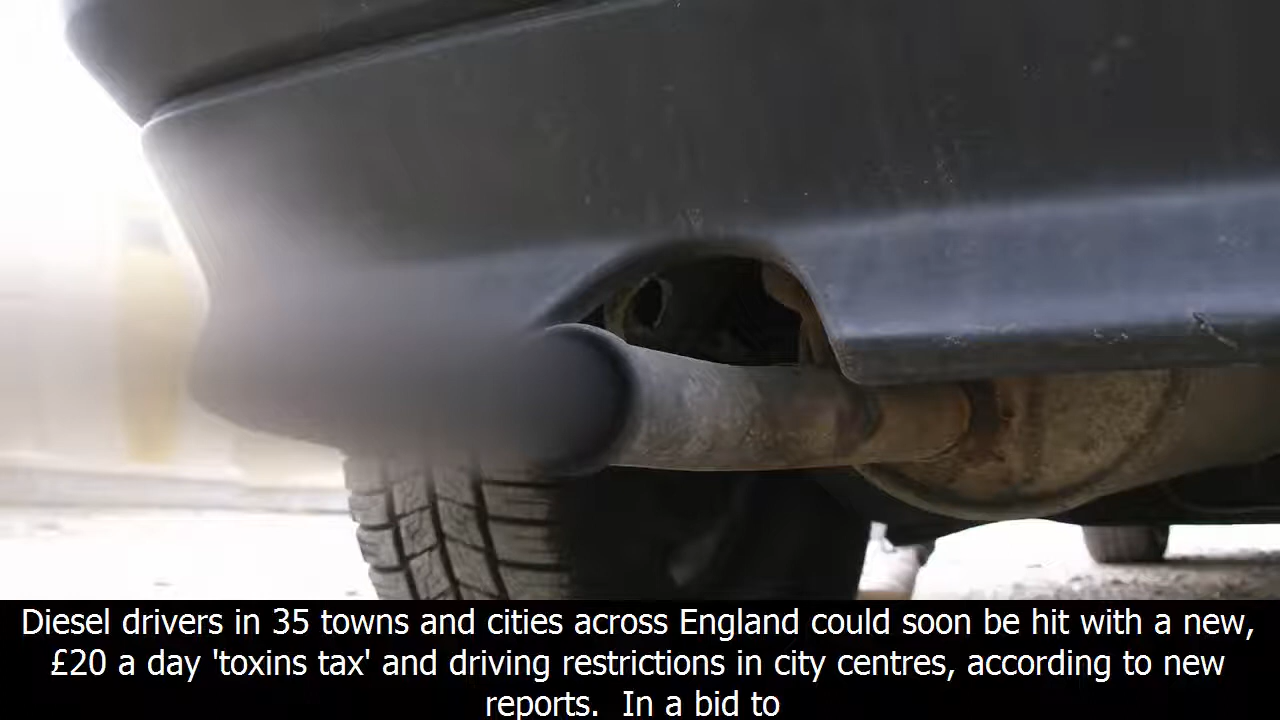 Diesel drivers in 35 towns and cities across England could soon be hit with a new,
£20 a day 'toxins tax' and driving restrictions in city centres, according to new
reports.  In a bid to